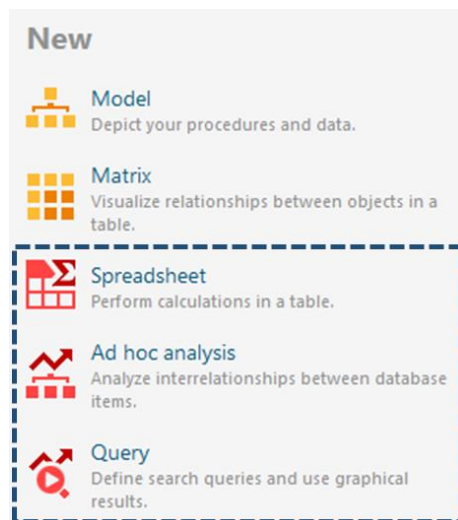 New
Model
Depict your procedures and data.
Matrix
Visualize relationships between objects in a
table.
Spreadsheet
Perform calculations in a table.
Ad hoc analysis
Analyze interrelationships between database
items.
Query
Define search queries and use graphical
results.